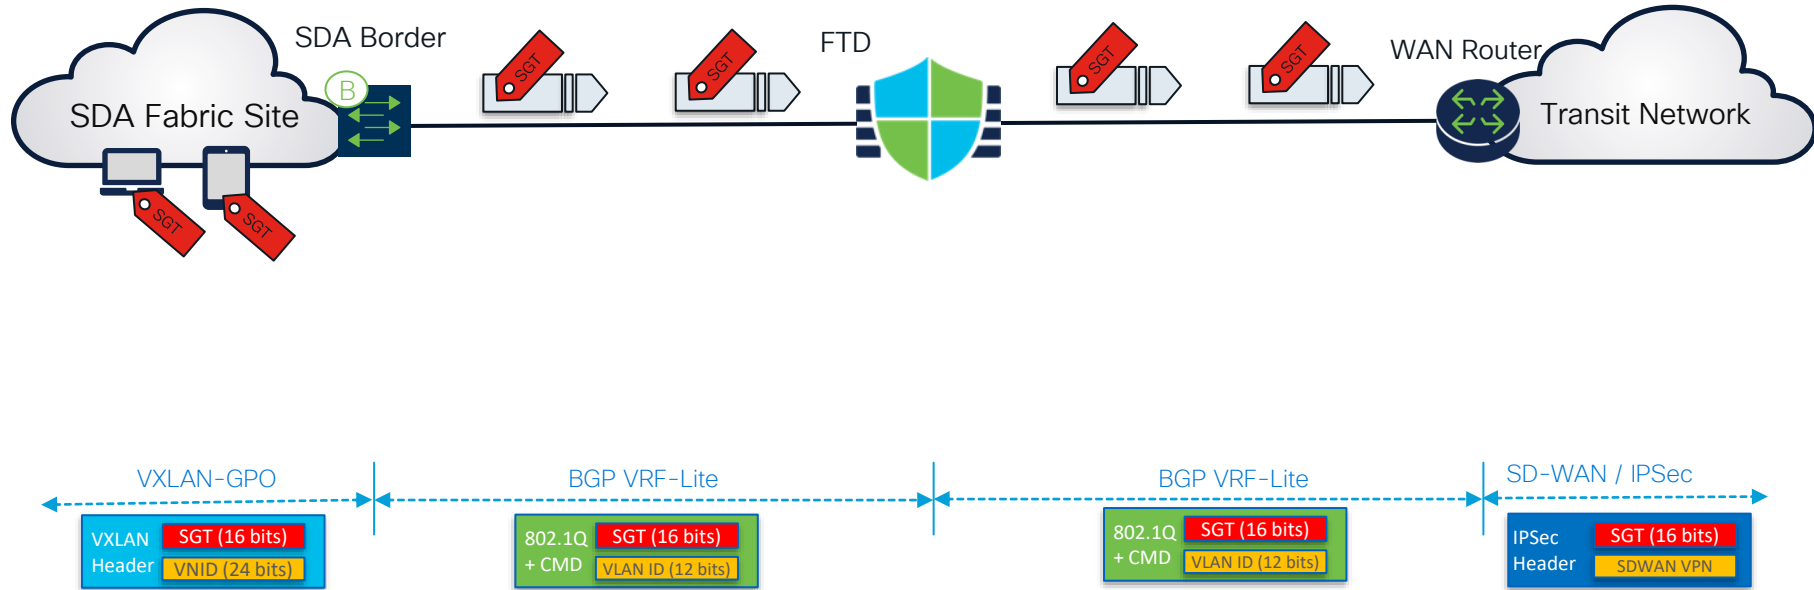 SDA Border
FTD
WAN Router
SGT
SGT
SGT
SGT
B
SDA Fabric Site
Transit Network
SGT
SGT
VXLAN-GPO
BGP VRF-Lite
BGP VRF-Lite
SD-WAN / IPSec
VXLAN
Header
SGT (16 bits)
VNID (24 bits)
802.1Q
+ CMD
SGT (16 bits)
VLAN ID (12 bits)
802.1Q
+ CMD
SGT (16 bits)
VLAN ID (12 bits)
IPSec
Header
SGT (16 bits)
SDWAN VPN